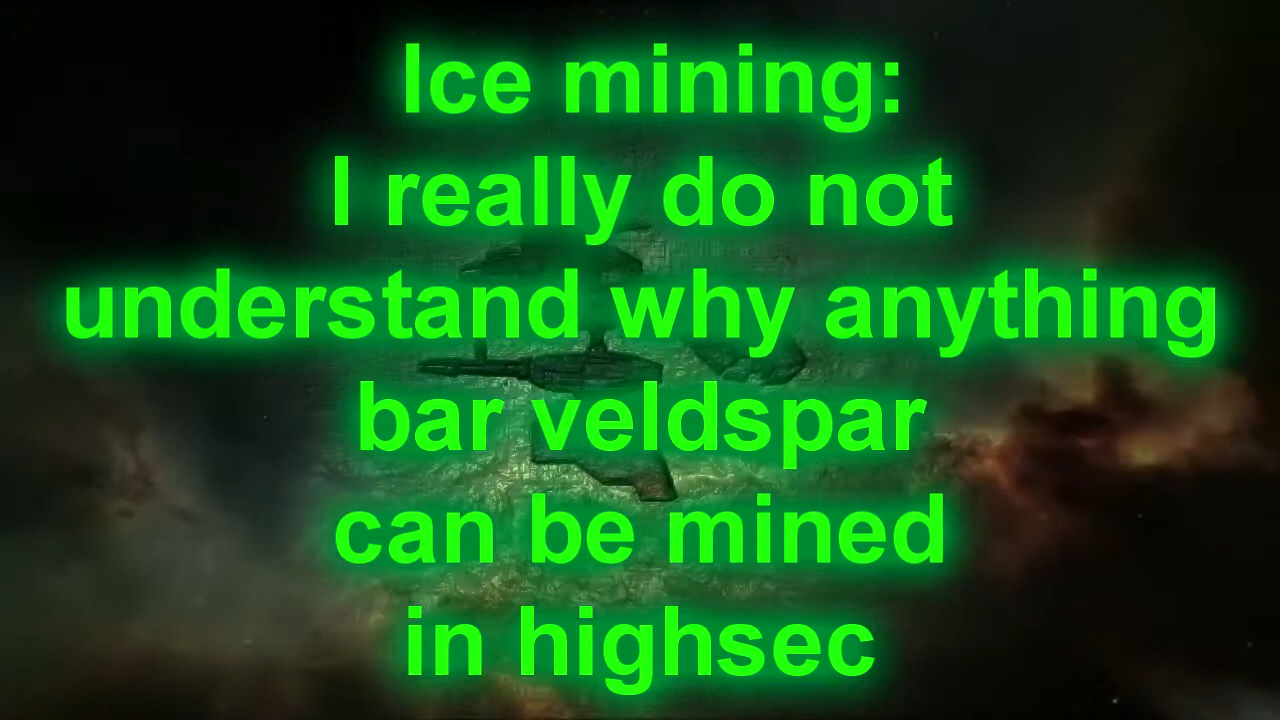 Ice mining:
I really do not
understand why anything
bar veldspar
can be mined
in highsec